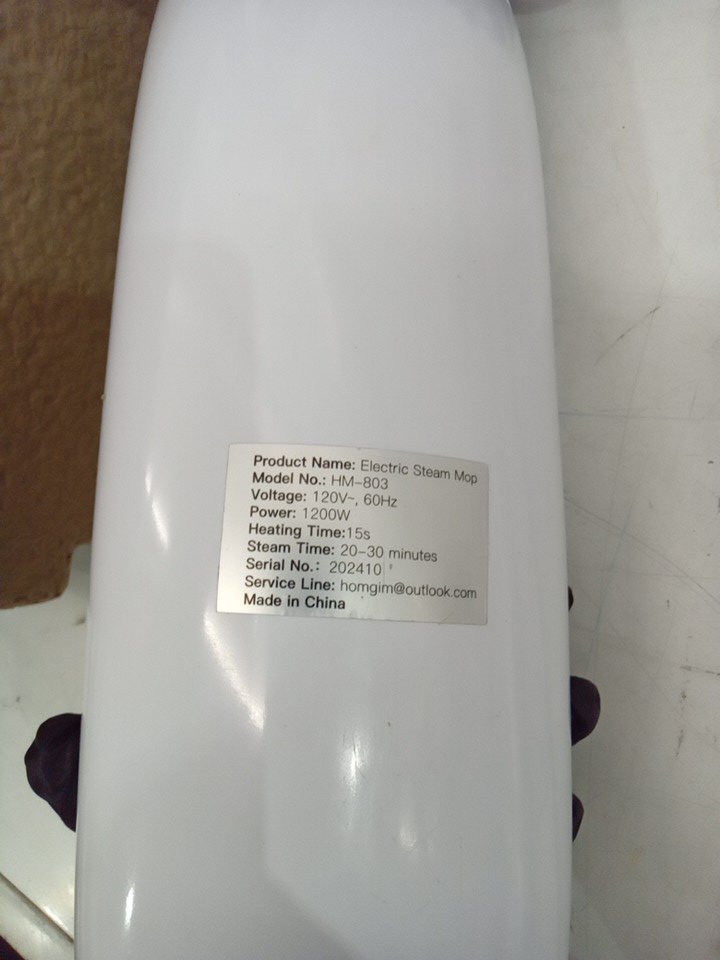 Product Name: Electric Steam Mop
Model No.: HM-803
Voltage: 120V~, 60Hz
Power: 1200W
Heating Time:15s
Steam Time: 20-30 minutes
Serial No.: 202410
Service Line: homgim@outlook.com
Made in China